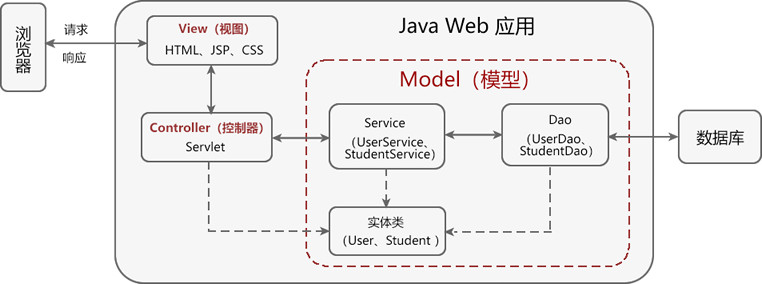 浏览器
请求
响应
Java Web 应用
View（视图）
HTML、JSP、CSS
Model（模型）
Controller（控制器）
Servlet
Service
（UserService、
StudentService）
Dao
（UserDao、
StudentDao）
数据库
实体类
（User、Student ）